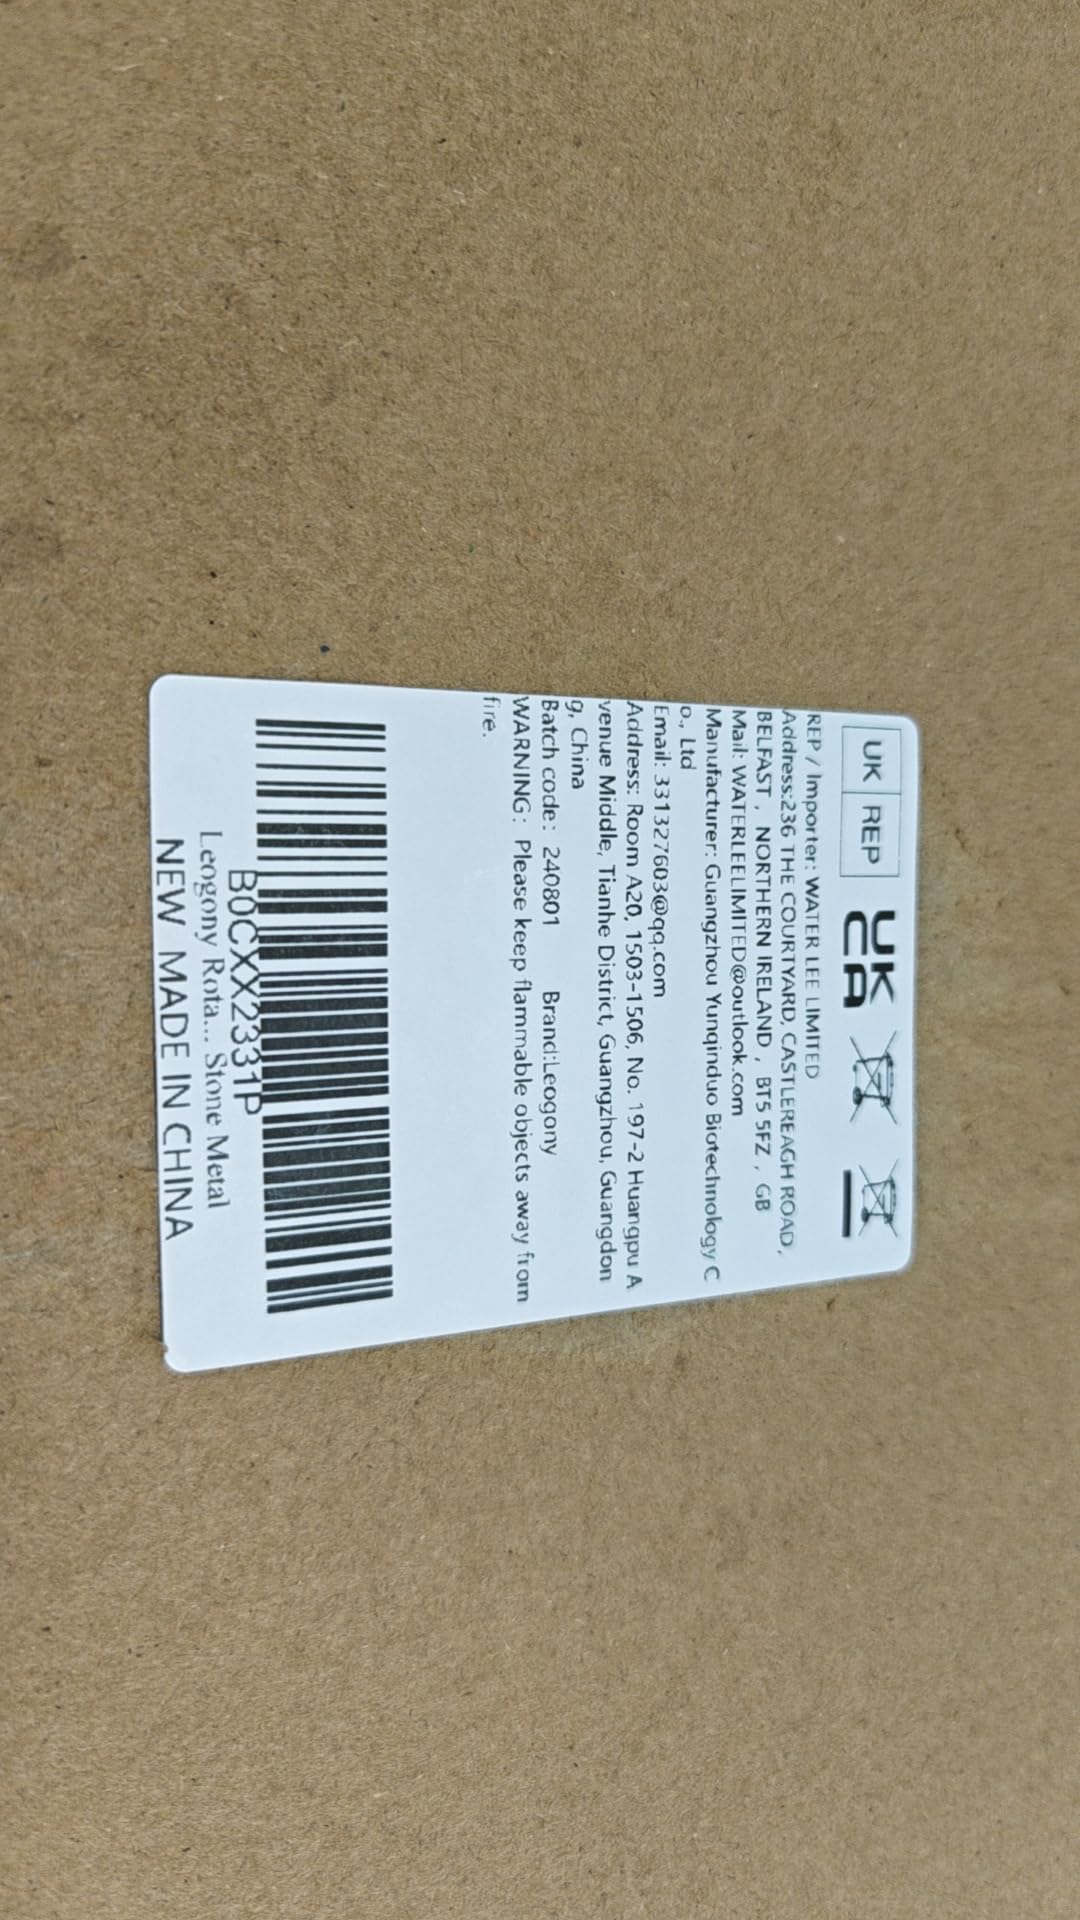 UK REP UK CA
REP / Importer: WATER LEE LIMITED
Address:236 THE COURTYARD, CASTLEREAGH ROAD,
BELFAST , NORTHERN IRELAND , BT5 5FZ , GB
Mail: WATERLEELIMITED@outlook.com
Manufacturer: Guangzhou Yunqinduo Biotechnology C
o., Ltd
Email: 331327603@qq.com
Address: Room A20, 1503-1506, No. 197-2 Huangpu A
venue Middle, Tianhe District, Guangzhou, Guangdon
g, China
Batch code: 240801 Brand:Leogony
WARNING: Please keep flammable objects away from
fire.
B0CXX2331P
Leogony Rota... Stone Metal
NEW MADE IN CHINA